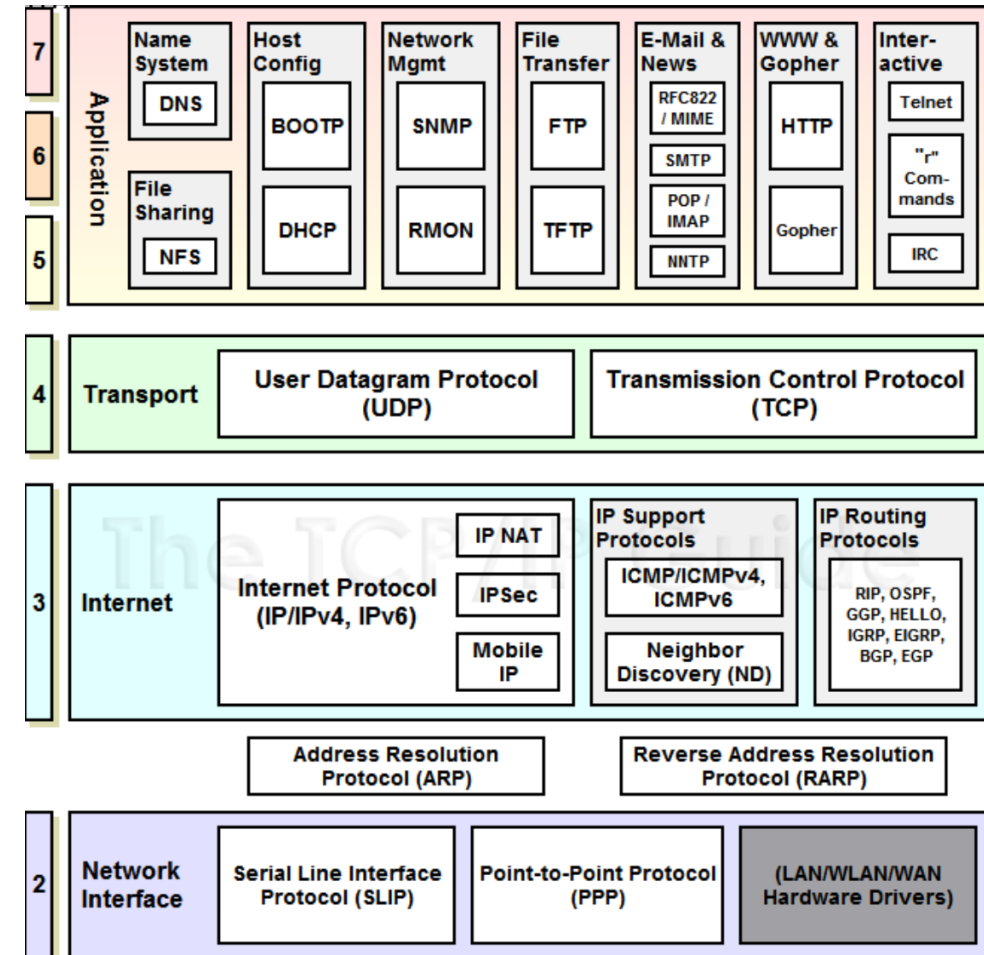 7
6
5
Application
Name
System
DNS
File
Sharing
NFS
Host
Config
BOOTP
DHCP
Network
Mgmt
SNMP
RMON
File
Transfer
FTP
TFTP
E-Mail &
News
RFC822
/ MIME
SMTP
POP /
IMAP
NNTP
WWW &
Gopher
HTTP
Gopher
Inter-
active
Telnet
"r"
Com-
mands
IRC
4
Transport
User Datagram Protocol
(UDP)
Transmission Control Protocol
(TCP)
The TCP/IP Guide
3
Internet
Internet Protocol
(IP/IPv4, IPv6)
IP NAT
IPSec
Mobile
IP
IP Support
Protocols
ICMP/ICMPv4,
ICMPv6
Neighbor
Discovery (ND)
IP Routing
Protocols
RIP, OSPF,
GGP, HELLO,
IGRP, EIGRP,
BGP, EGP
Address Resolution
Protocol (ARP)
Reverse Address Resolution
Protocol (RARP)
2
Network
Interface
Serial Line Interface
Protocol (SLIP)
Point-to-Point Protocol
(PPP)
(LAN/WLAN/WAN
Hardware Drivers)